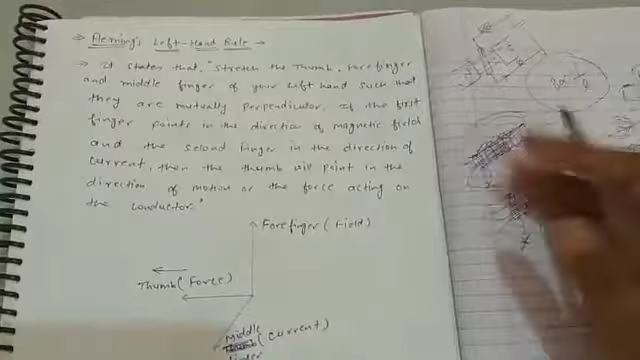 ⇒ Fleming's Left-Hand Rule →
→ It states that, "Stretch the Thumb, Forefinger
and middle finger of your left hand such that
they are mutually perpendicular. If the first
finger points in the direction of magnetic field
and the second finger in the direction of
current, then the thumb will point in the
direction of motion or the force acting on
the conductor."
Forefinger (Field)
Thumb (Force)
Middle (Current)